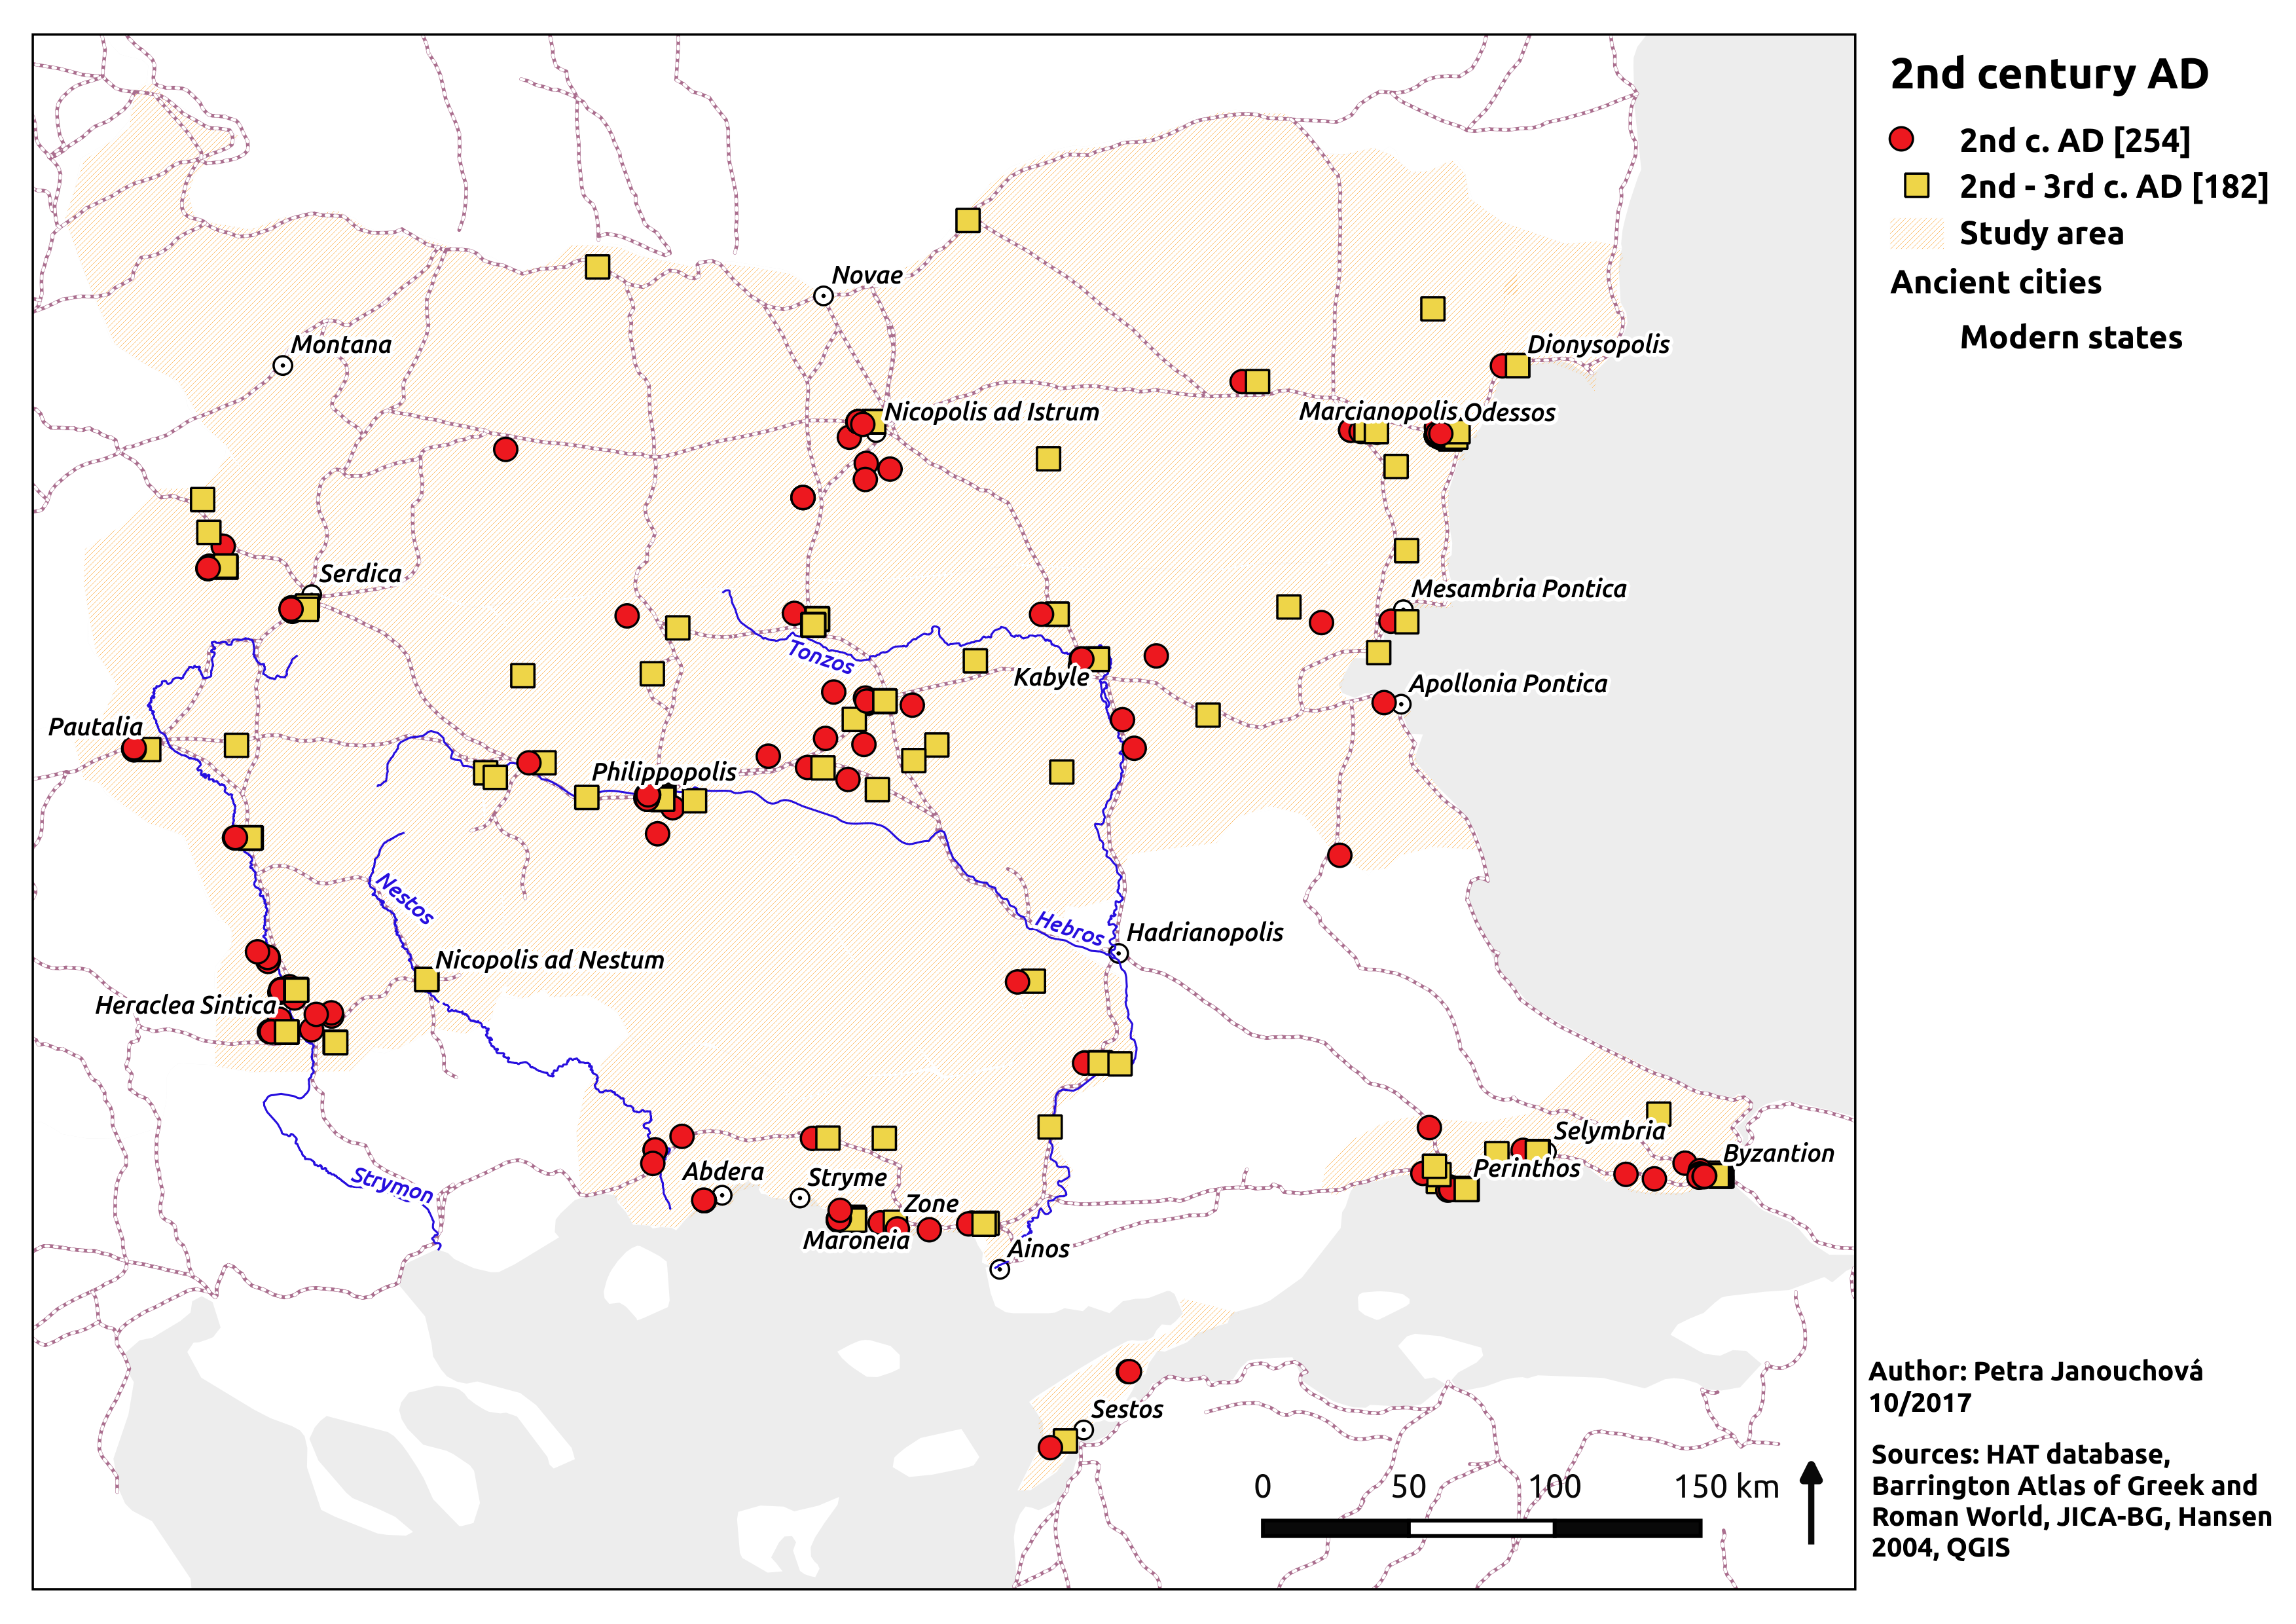 2nd century AD
2nd c. AD [254]
2nd - 3rd c. AD [182]
Study area
Ancient cities
Modern states
Novae
Montana
Dionysopolis
Nicopolis ad Istrum
Marcianopolis
Odessos
Serdica
Mesambria Pontica
Tonzos
Kabyle
Apollonia Pontica
Pautalia
Philippopolis
Nestos
Hebros
Hadrianopolis
Nicopolis ad Nestum
Heraclea Sintica
Selymbria
Byzantion
Perinthos
Abdera
Stryme
Strymon
Zone
Maroneia
Ainos
Sestos
0 50 100 150 km
Author: Petra Janouchová
10/2017
Sources: HAT database,
Barrington Atlas of Greek and
Roman World, JICA-BG, Hansen
2004, QGIS